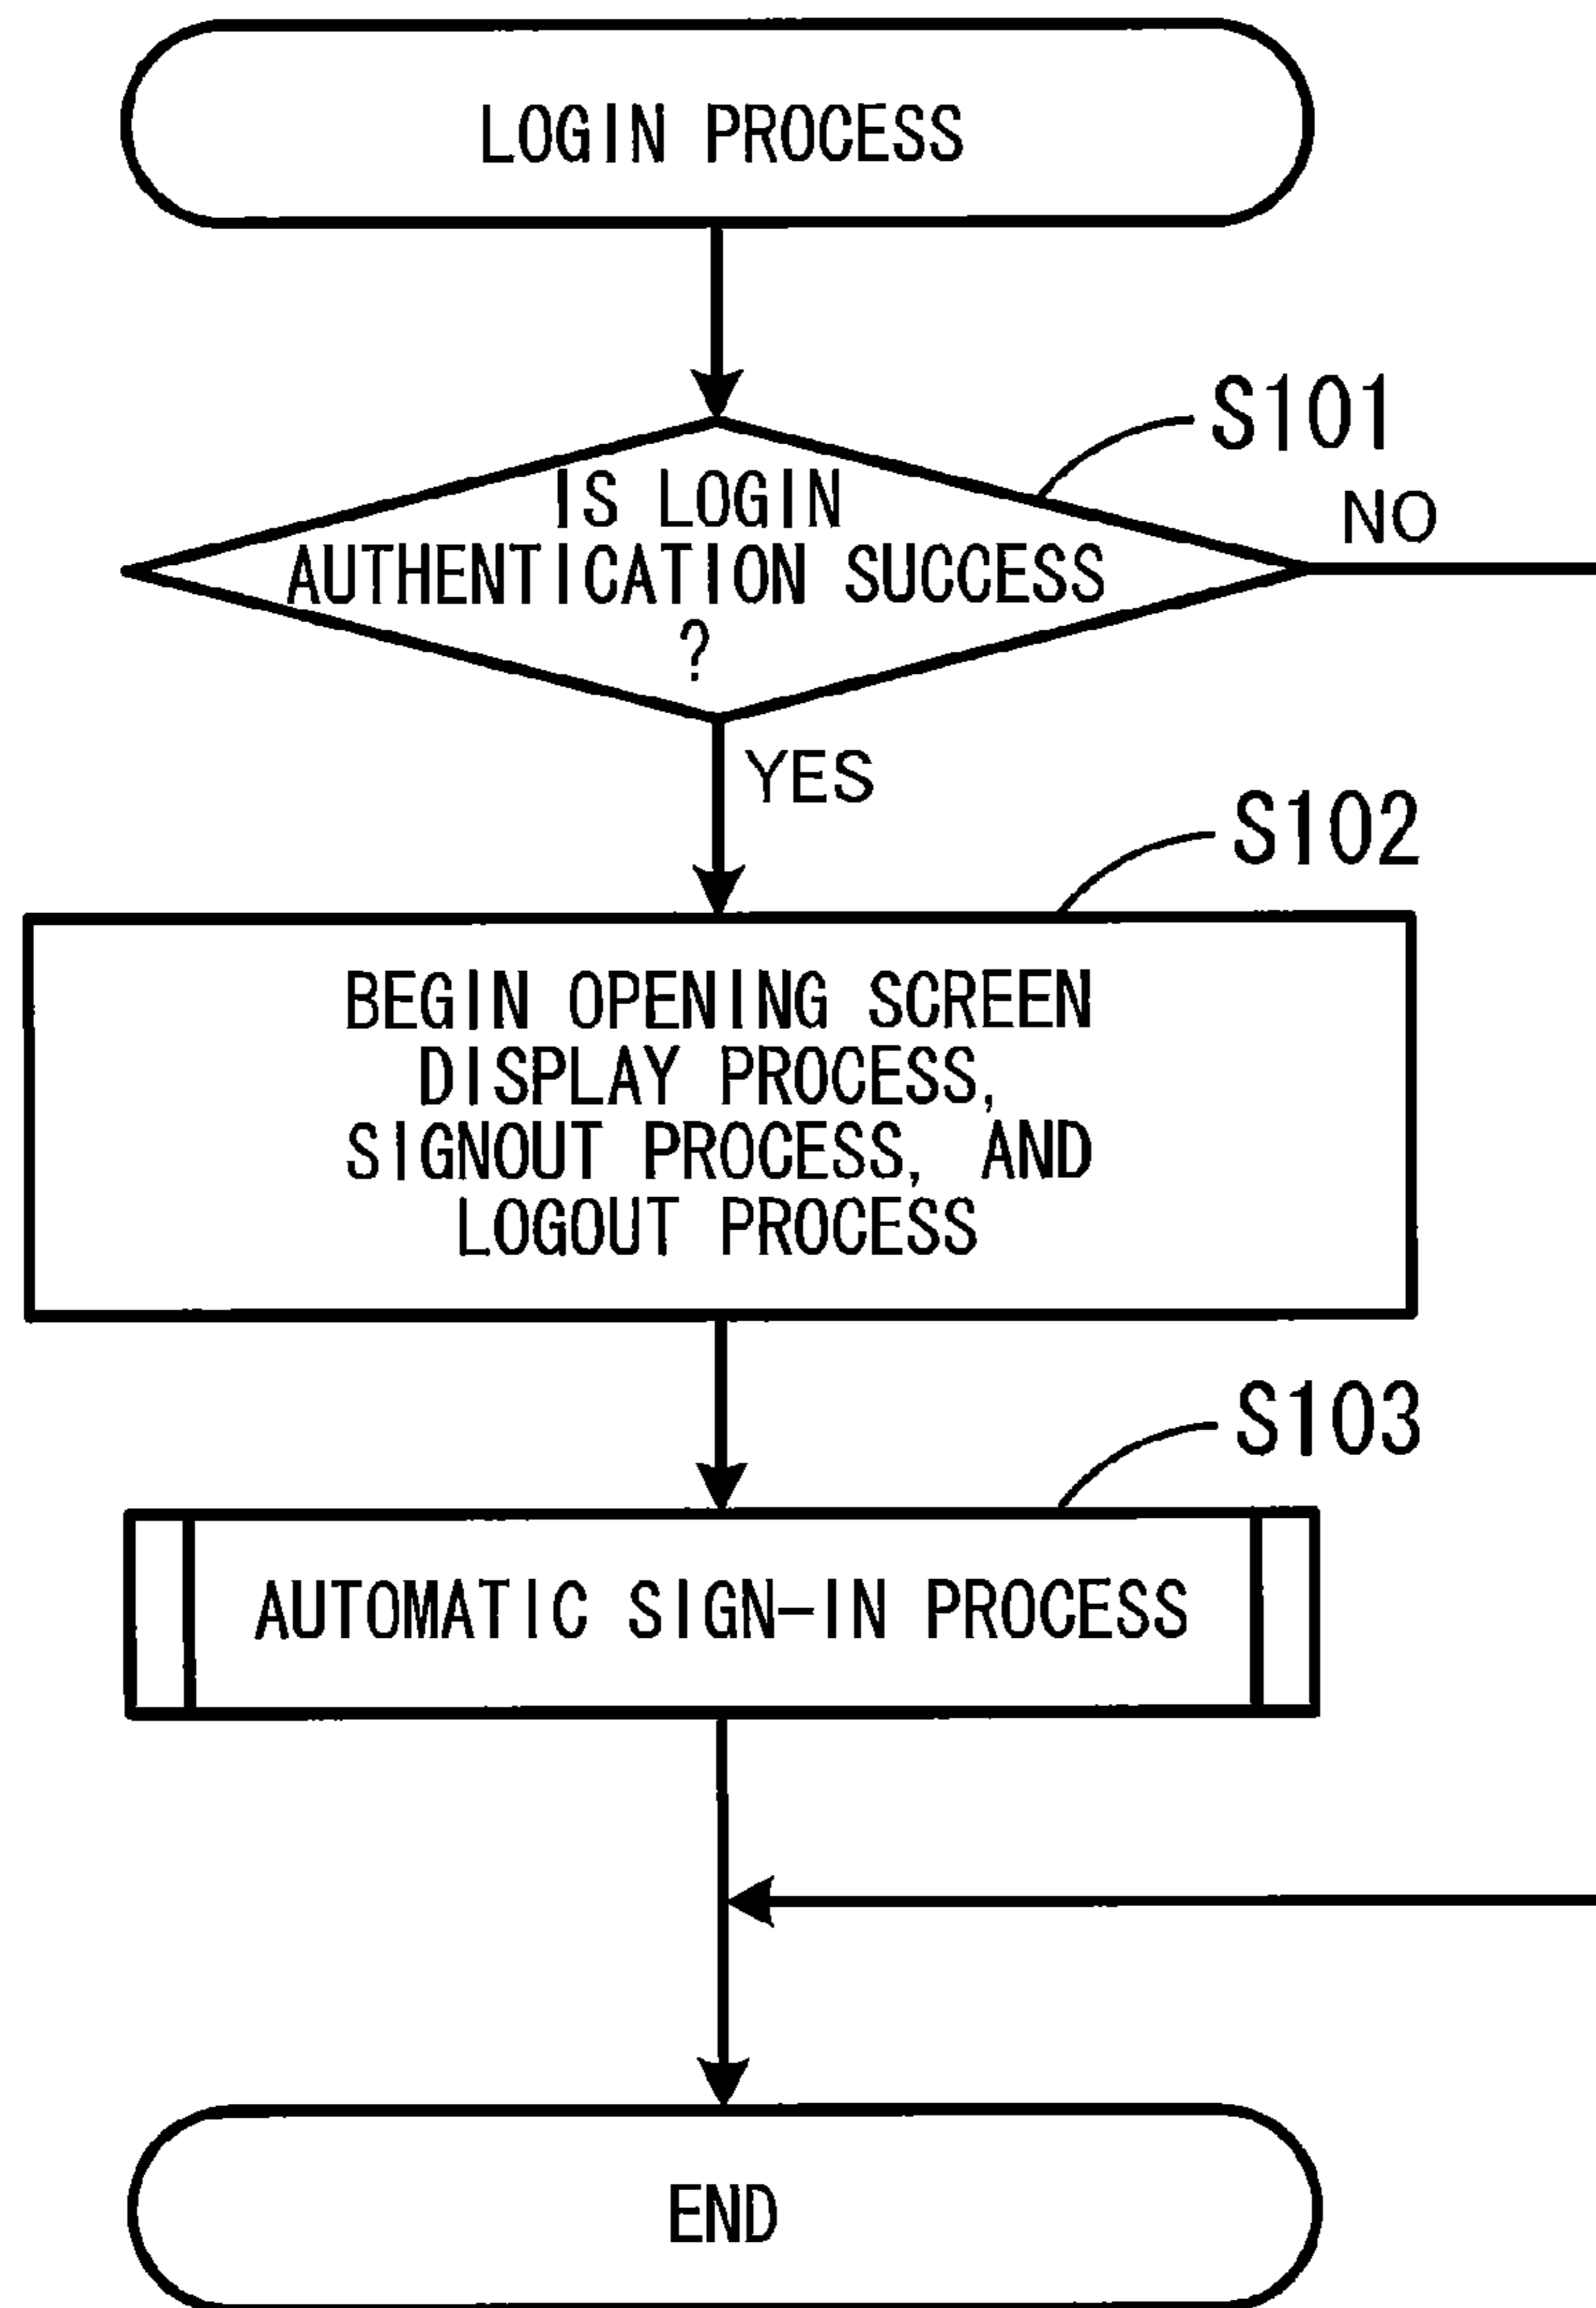 LOGIN PROCESS
S101
IS LOGIN
NO
AUTHENTICATION SUCCESS
?
YES
S102
BEGIN OPENING SCREEN
DISPLAY PROCESS,
SIGNOUT PROCESS, AND
LOGOUT PROCESS
S103
AUTOMATIC SIGN-IN PROCESS
END